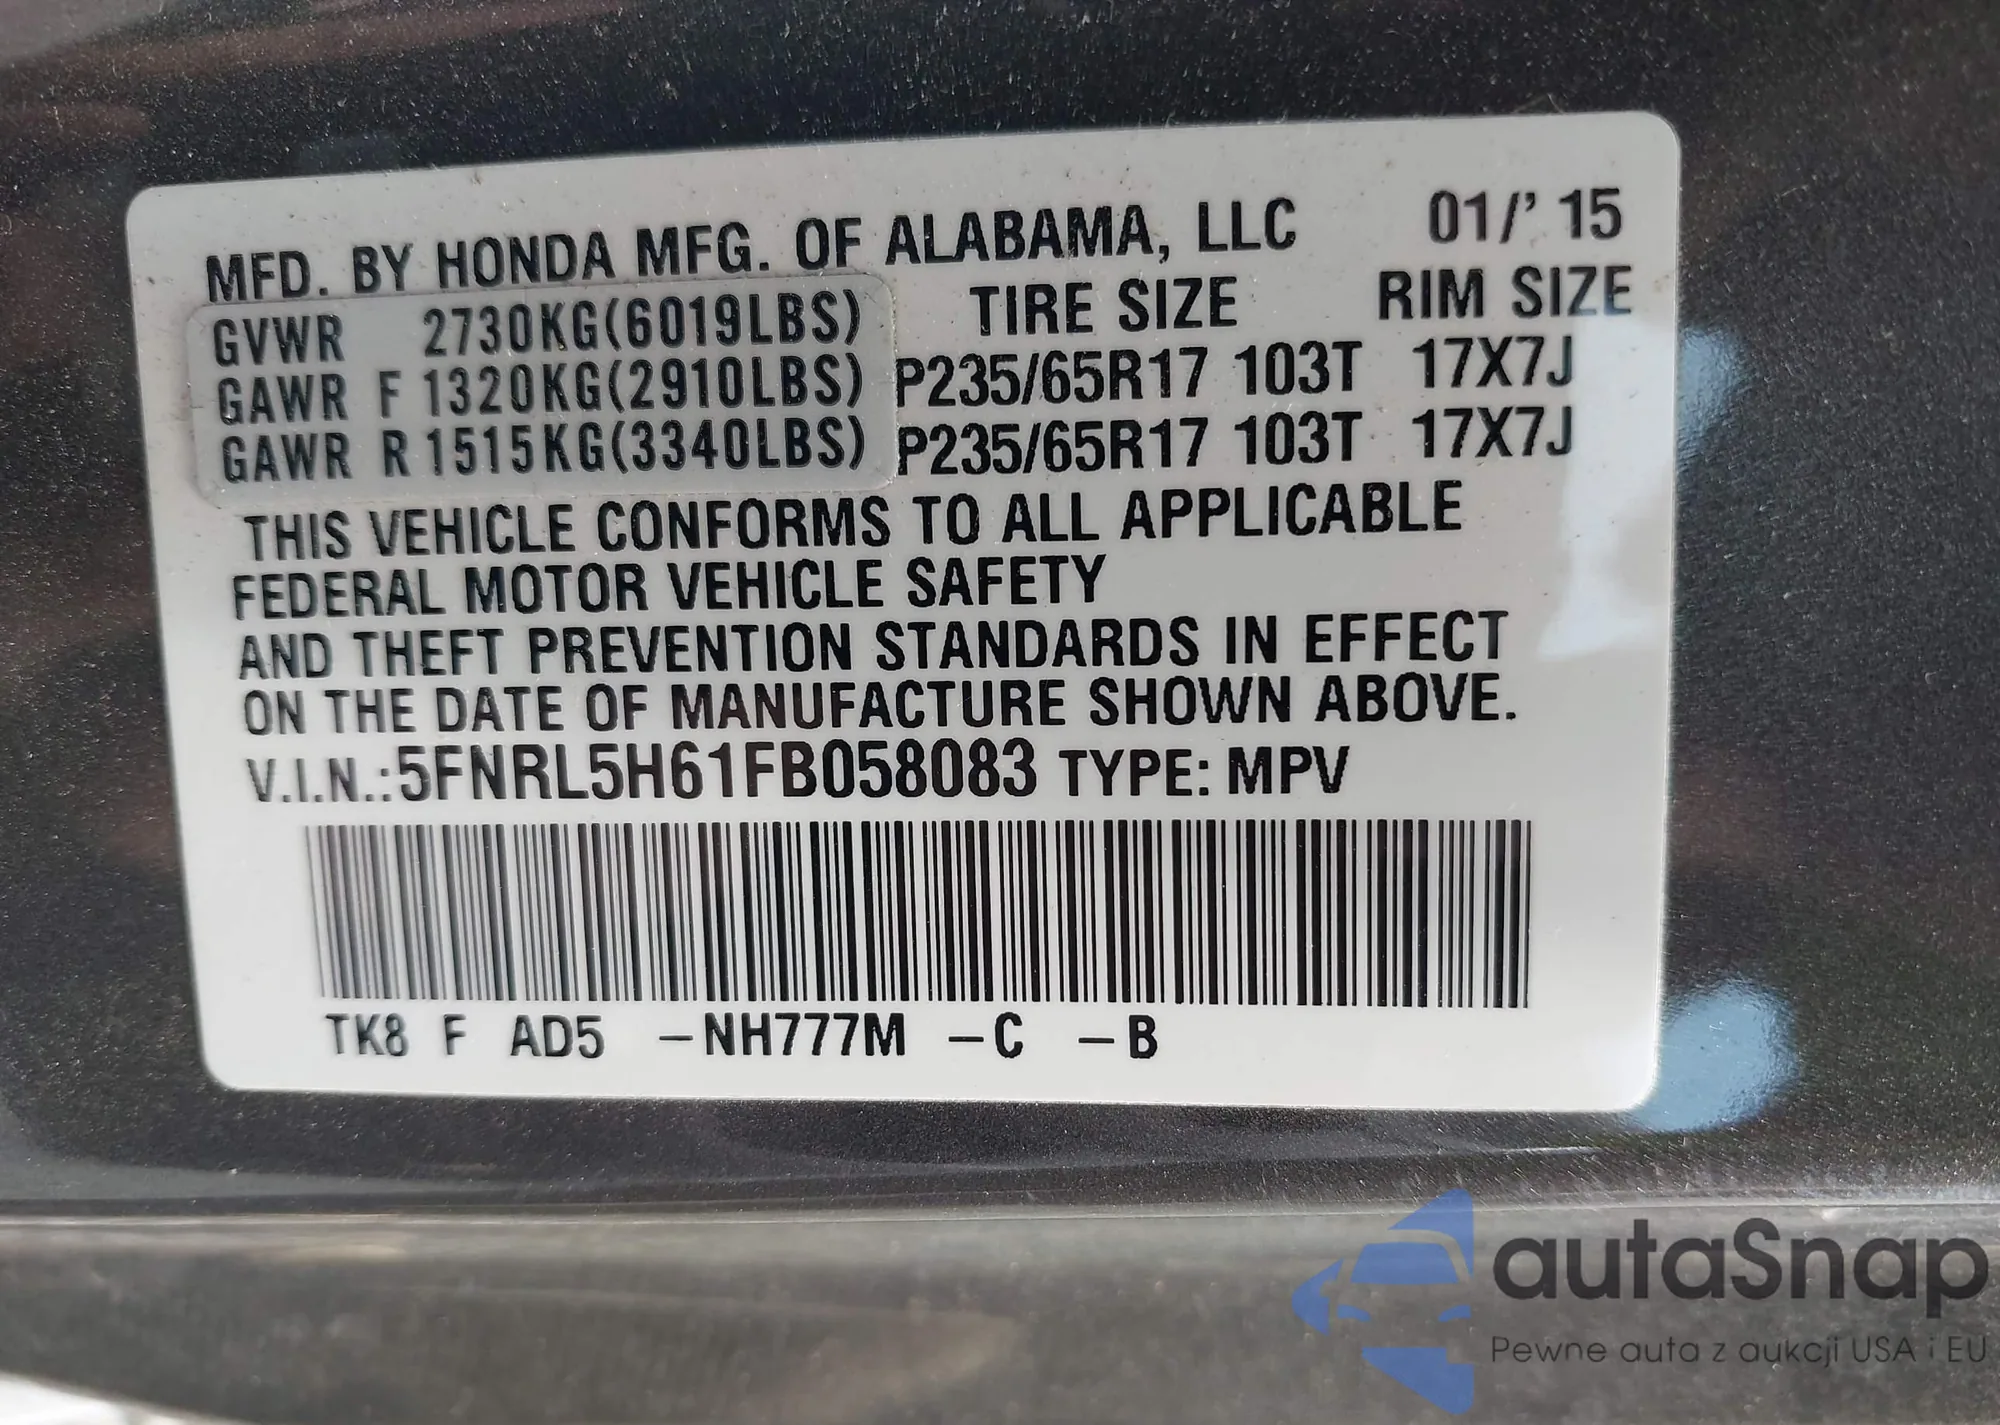 MFD. BY HONDA MFG. OF ALABAMA, LLC 01/' 15
TIRE SIZE RIM SIZE
GVWR 2730KG(6019LBS)
GAWR F 1320KG(2910LBS) P235/65R17 103T 17X7J
GAWR R 1515KG(3340LBS) P235/65R17 103T 17X7J
THIS VEHICLE CONFORMS TO ALL APPLICABLE
FEDERAL MOTOR VEHICLE SAFETY
AND THEFT PREVENTION STANDARDS IN EFFECT
ON THE DATE OF MANUFACTURE SHOWN ABOVE.
V.I.N.:5FNRL5H61FB058083 TYPE: MPV
TK8 F AD5 –NH777M –C –B
autaSnap
Pewne auta z aukcji USA i EU